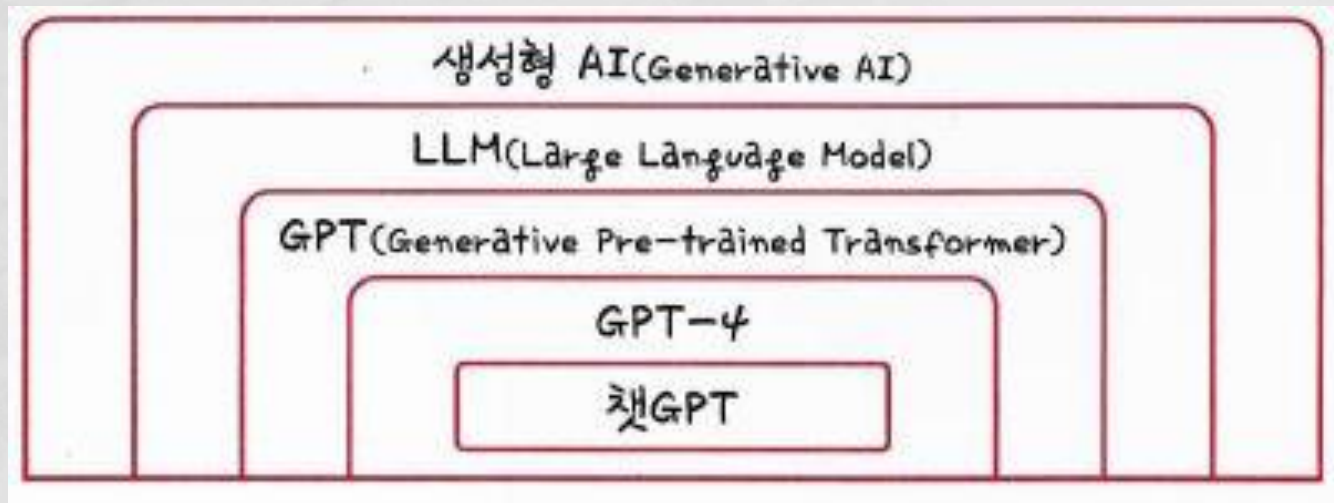 생성형 AI(Generative AI)
LLM(Large Language Model)
GPT(Generative Pre-trained Transformer)
GPT-4
챗GPT